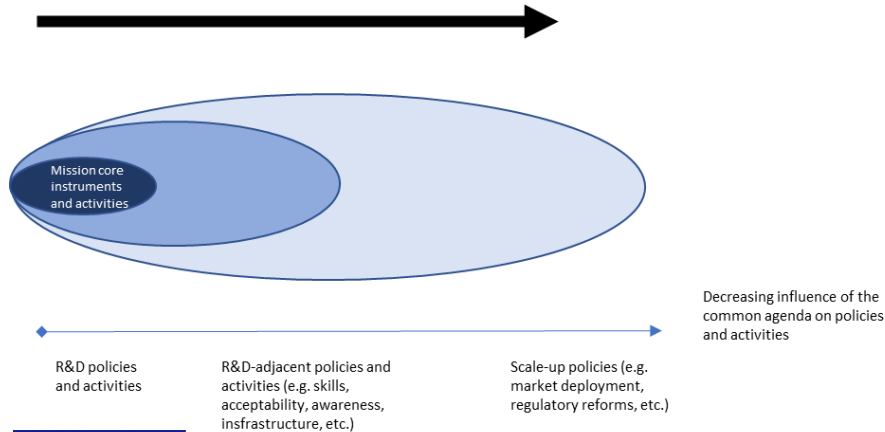 Mission core
instruments
and activities
Decreasing influence of the
common agenda on policies
and activities
R&D policies
and activities
R&D-adjacent policies and
activities (e.g. skills,
acceptability, awareness,
insfrastructure, etc.)
Scale-up policies (e.g.
market deployment,
regulatory reforms, etc.)